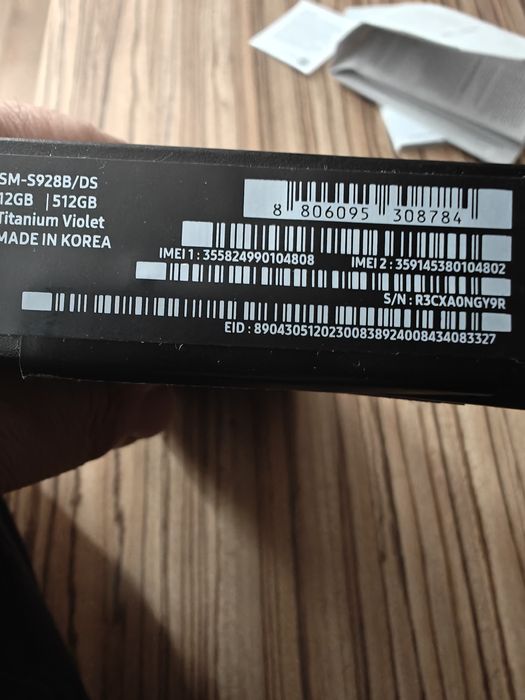 SM-S928B/DS
12GB | 512GB
Titanium Violet
MADE IN KOREA
8 806095 308784
IMEI 1 : 355824990104808 IMEI 2 : 359145380104802
S/N : R3CXA0NGY9R
EID : 89043051202300838924008434083327